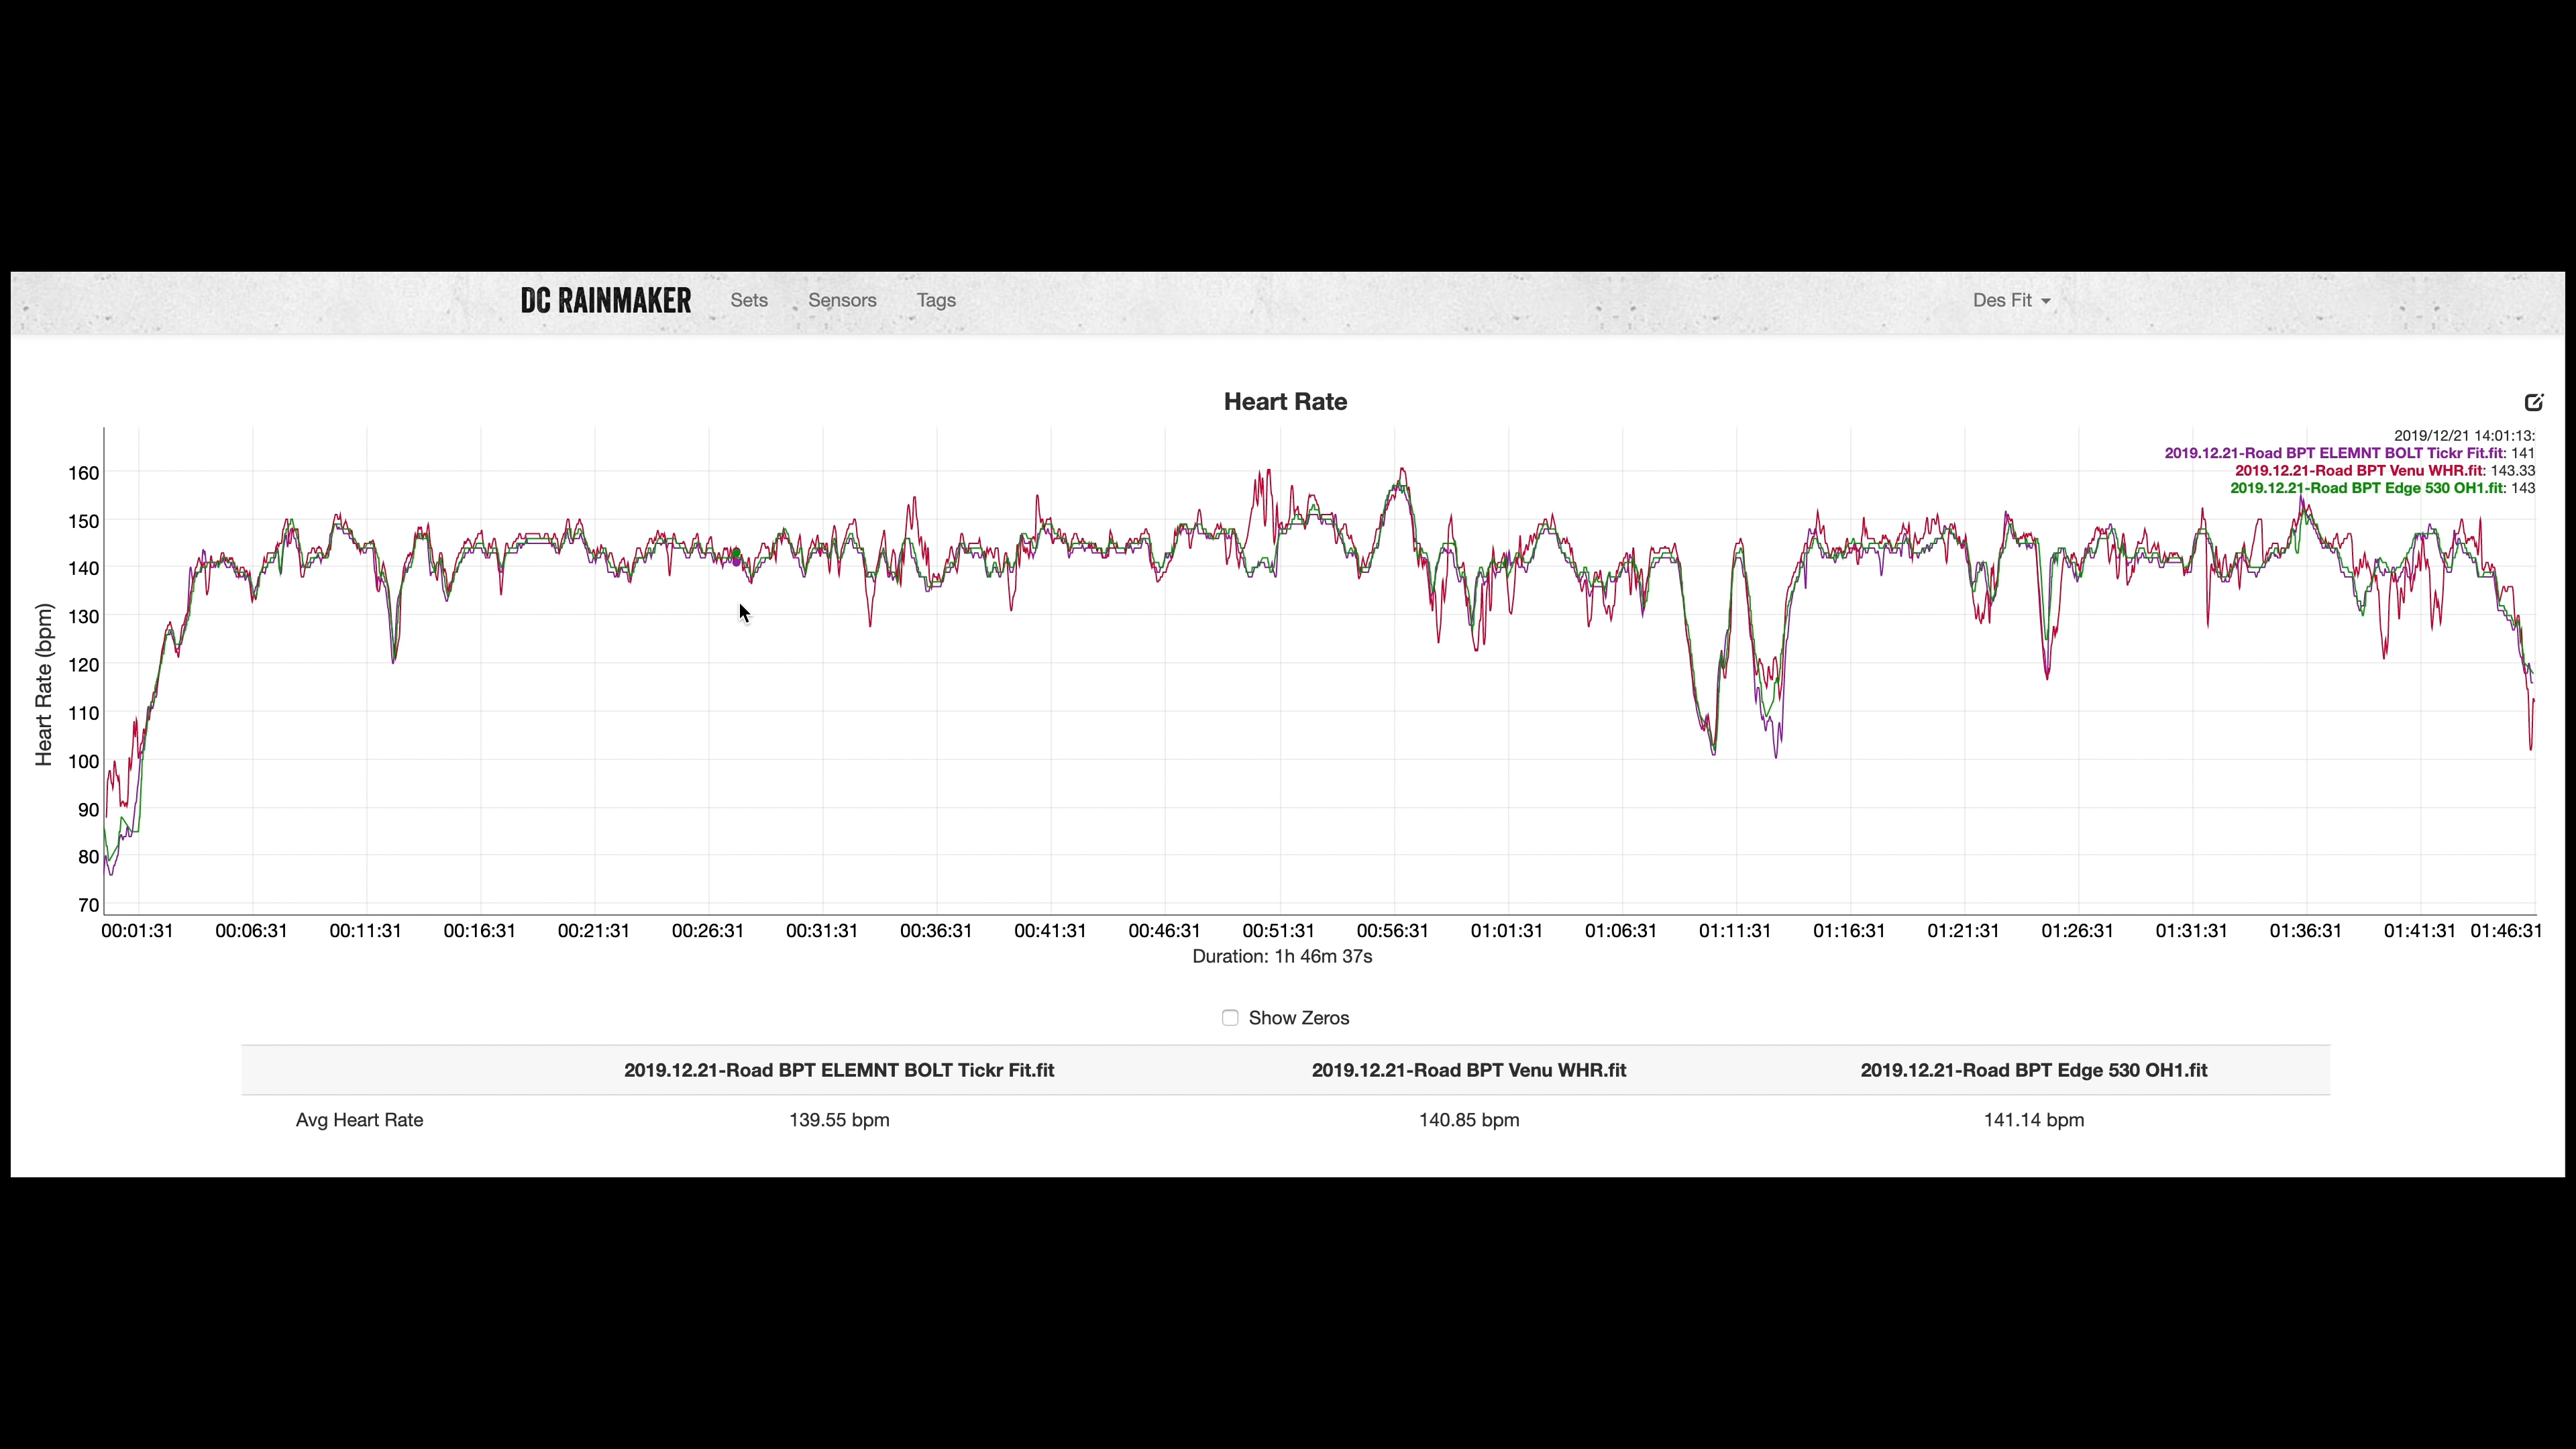 DC RAINMAKER Sets Sensors Tags Des Fit
Heart Rate
2019/12/21 14:01:13:
2019.12.21-Road BPT ELEMNT BOLT Tickr Fit.fit: 141
2019.12.21-Road BPT Venu WHR.fit: 143.33
2019.12.21-Road BPT Edge 530 OH1.fit: 143
Heart Rate (bpm)
160
150
140
130
120
110
100
90
80
70
00:01:31 00:06:31 00:11:31 00:16:31 00:21:31 00:26:31 00:31:31 00:36:31 00:41:31 00:46:31 00:51:31 00:56:31 01:01:31 01:06:31 01:11:31 01:16:31 01:21:31 01:26:31 01:31:31 01:36:31 01:41:31 01:46:31
Duration: 1h 46m 37s
Show Zeros
2019.12.21-Road BPT ELEMNT BOLT Tickr Fit.fit 2019.12.21-Road BPT Venu WHR.fit 2019.12.21-Road BPT Edge 530 OH1.fit
Avg Heart Rate 139.55 bpm 140.85 bpm 141.14 bpm